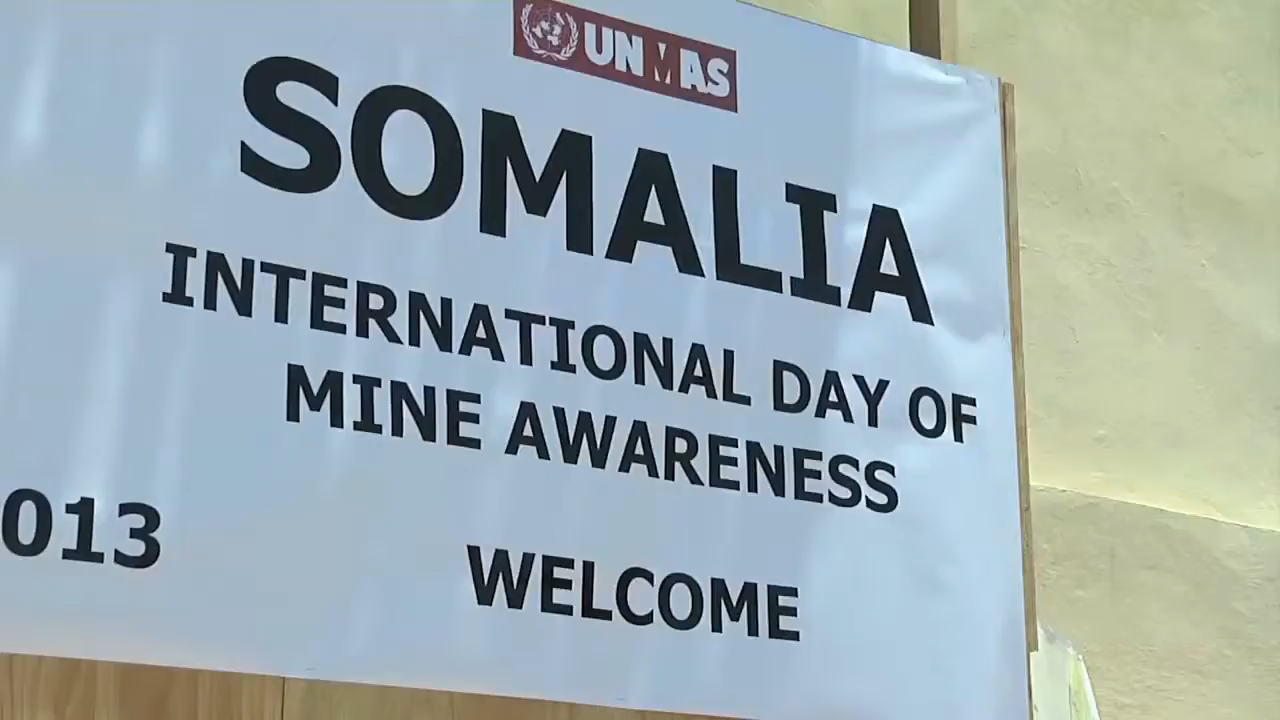 UNMAS
SOMALIA
INTERNATIONAL DAY OF
MINE AWARENESS
013
WELCOME